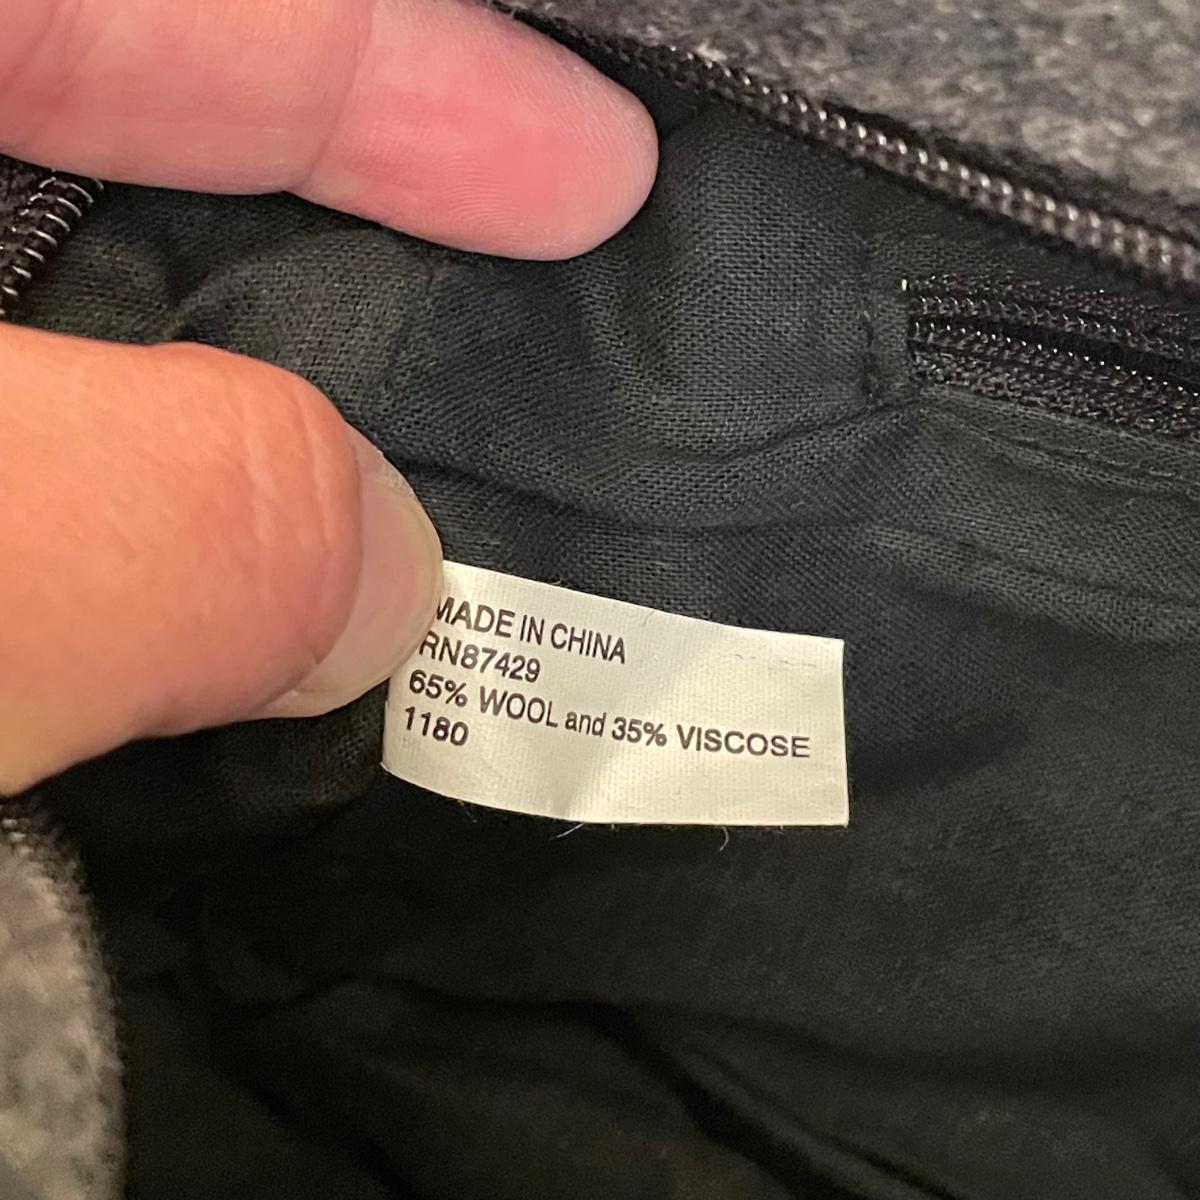 MADE IN CHINA
RN87429
65% WOOL and 35% VISCOSE
1180